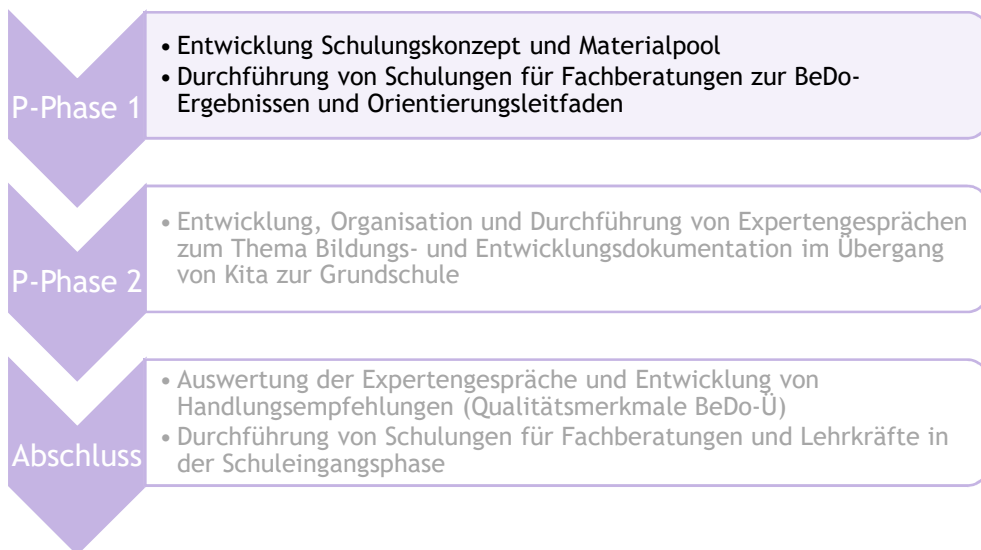 P-Phase 1
• Entwicklung Schulungskonzept und Materialpool
• Durchführung von Schulungen für Fachberatungen zur BeDo-
Ergebnissen und Orientierungsleitfaden
P-Phase 2
• Entwicklung, Organisation und Durchführung von Expertengesprächen
zum Thema Bildungs- und Entwicklungsdokumentation im Übergang
von Kita zur Grundschule
Abschluss
• Auswertung der Expertengespräche und Entwicklung von
Handlungsempfehlungen (Qualitätsmerkmale BeDo-Ü)
• Durchführung von Schulungen für Fachberatungen und Lehrkräfte in
der Schuleingangsphase